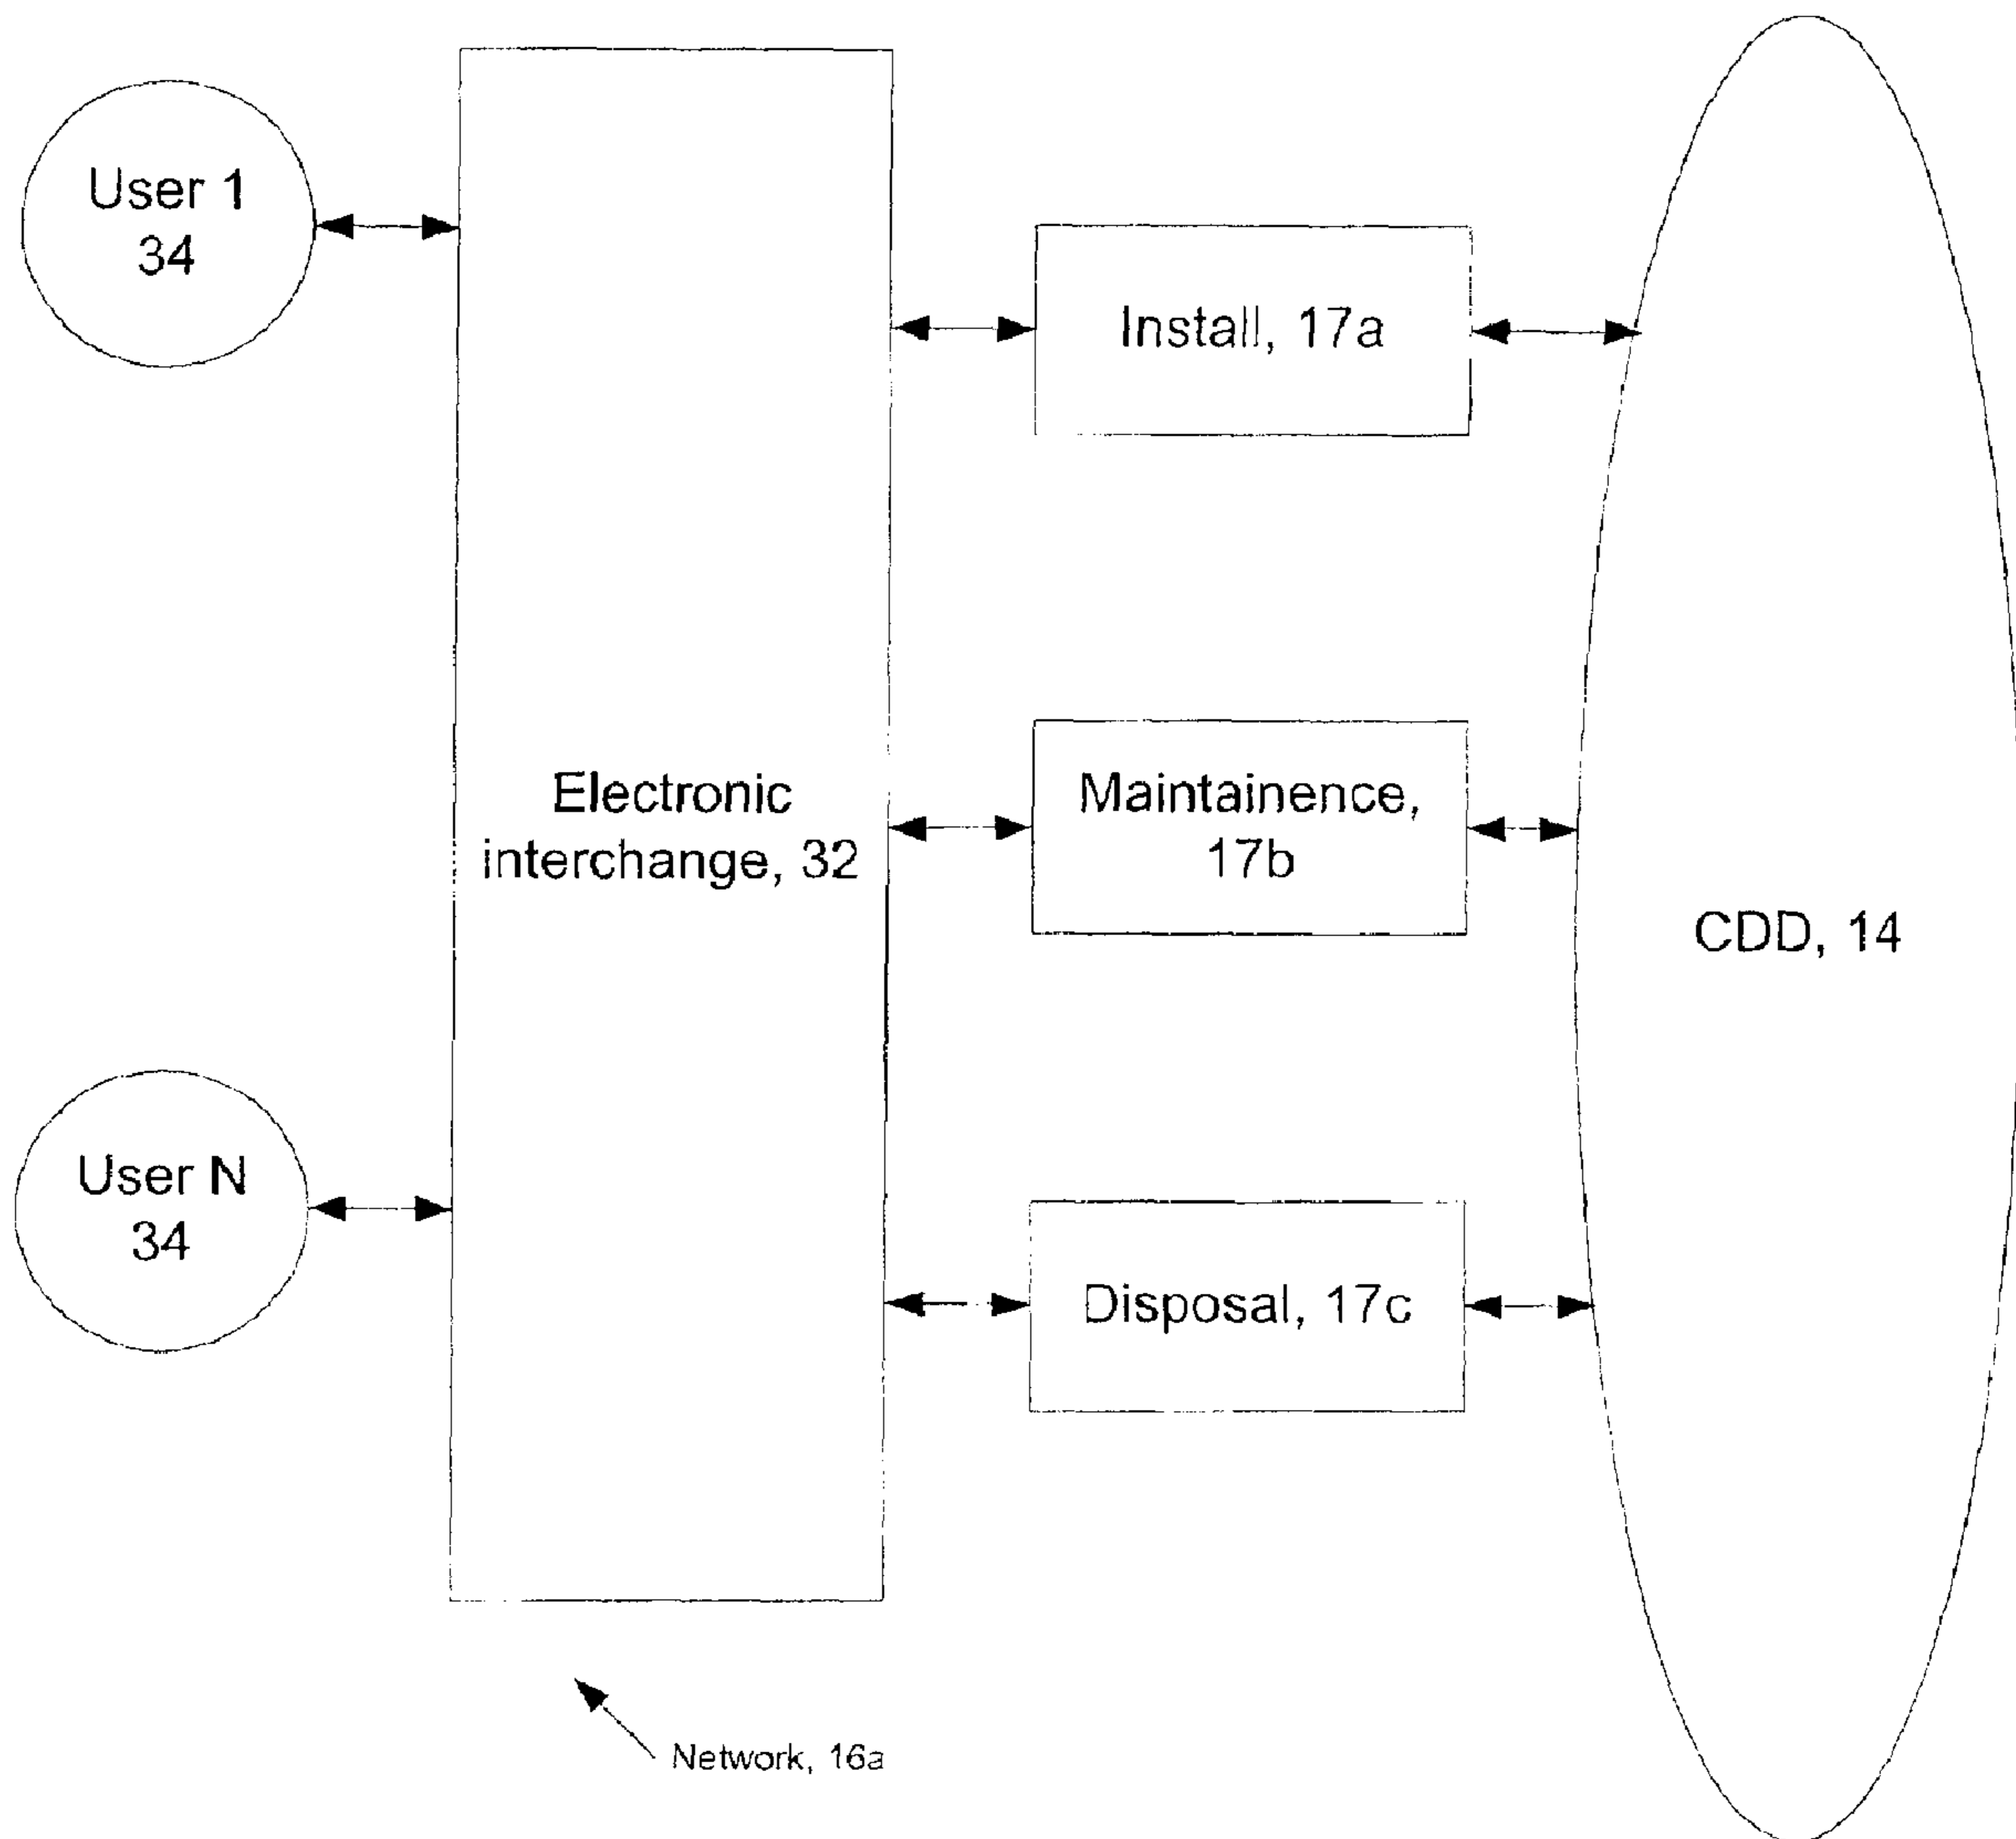 User 1
34
Install, 17a
Electronic
interchange, 32
Maintainence,
17b
CDD, 14
User N
34
Disposal, 17c
Network, 16a